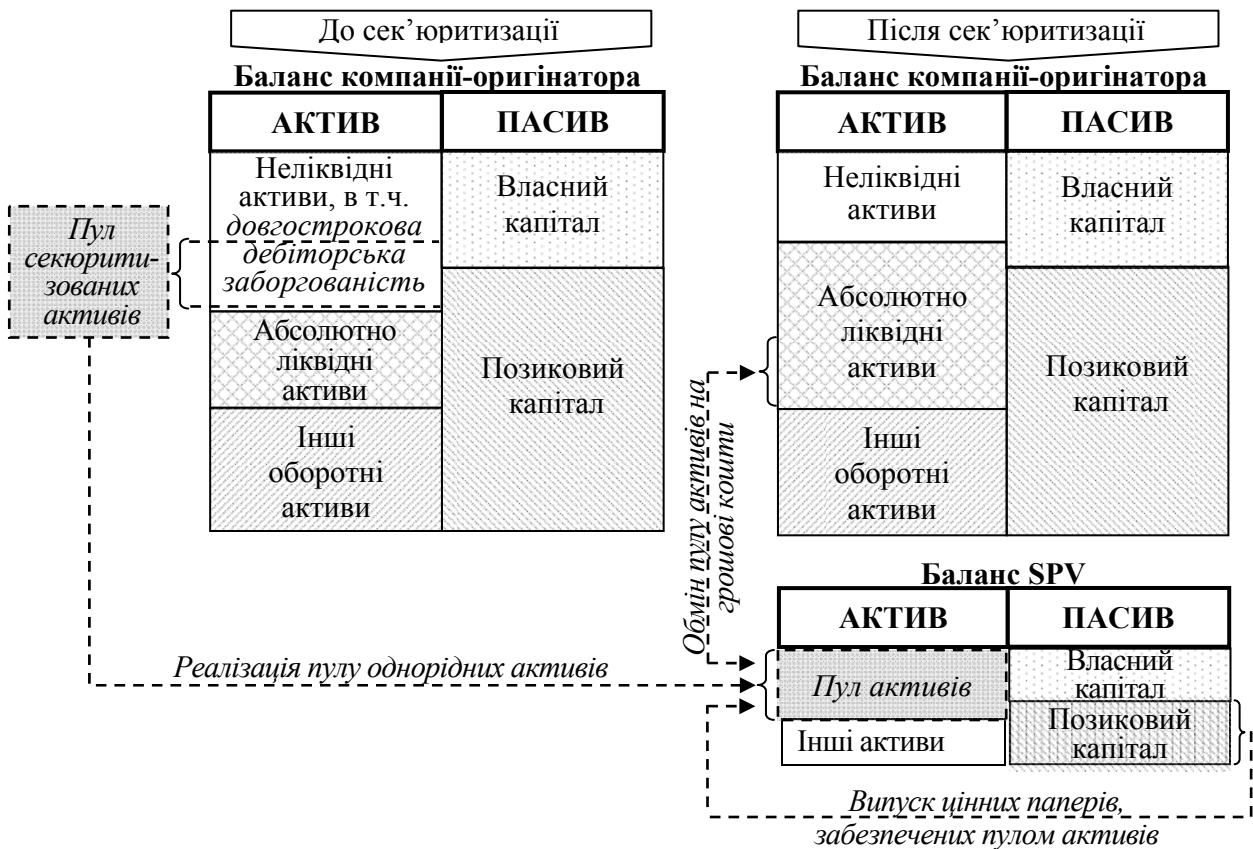 До сек’юритизації
Баланс компанії-оригінатора
АКТИВ
ПАСИВ
Неліквідні
активи, в т.ч.
довгострокова
дебіторська
заборгованість
Власний
капітал
Пул
секюрити-
зованих
активів
Абсолютно
ліквідні
активи
Позиковий
капітал
Інші
оборотні
активи
Після сек’юритизації
Баланс компанії-оригінатора
АКТИВ
ПАСИВ
Неліквідні
активи
Власний
капітал
Абсолютно
ліквідні
активи
Позиковий
капітал
Інші
оборотні
активи
Обмін пулу активів на
грошові кошти
Баланс SPV
АКТИВ
ПАСИВ
Реалізація пулу однорідних активів
Пул активів
Власний
капітал
Інші активи
Позиковий
капітал
Випуск цінних паперів,
забезпечених пулом активів